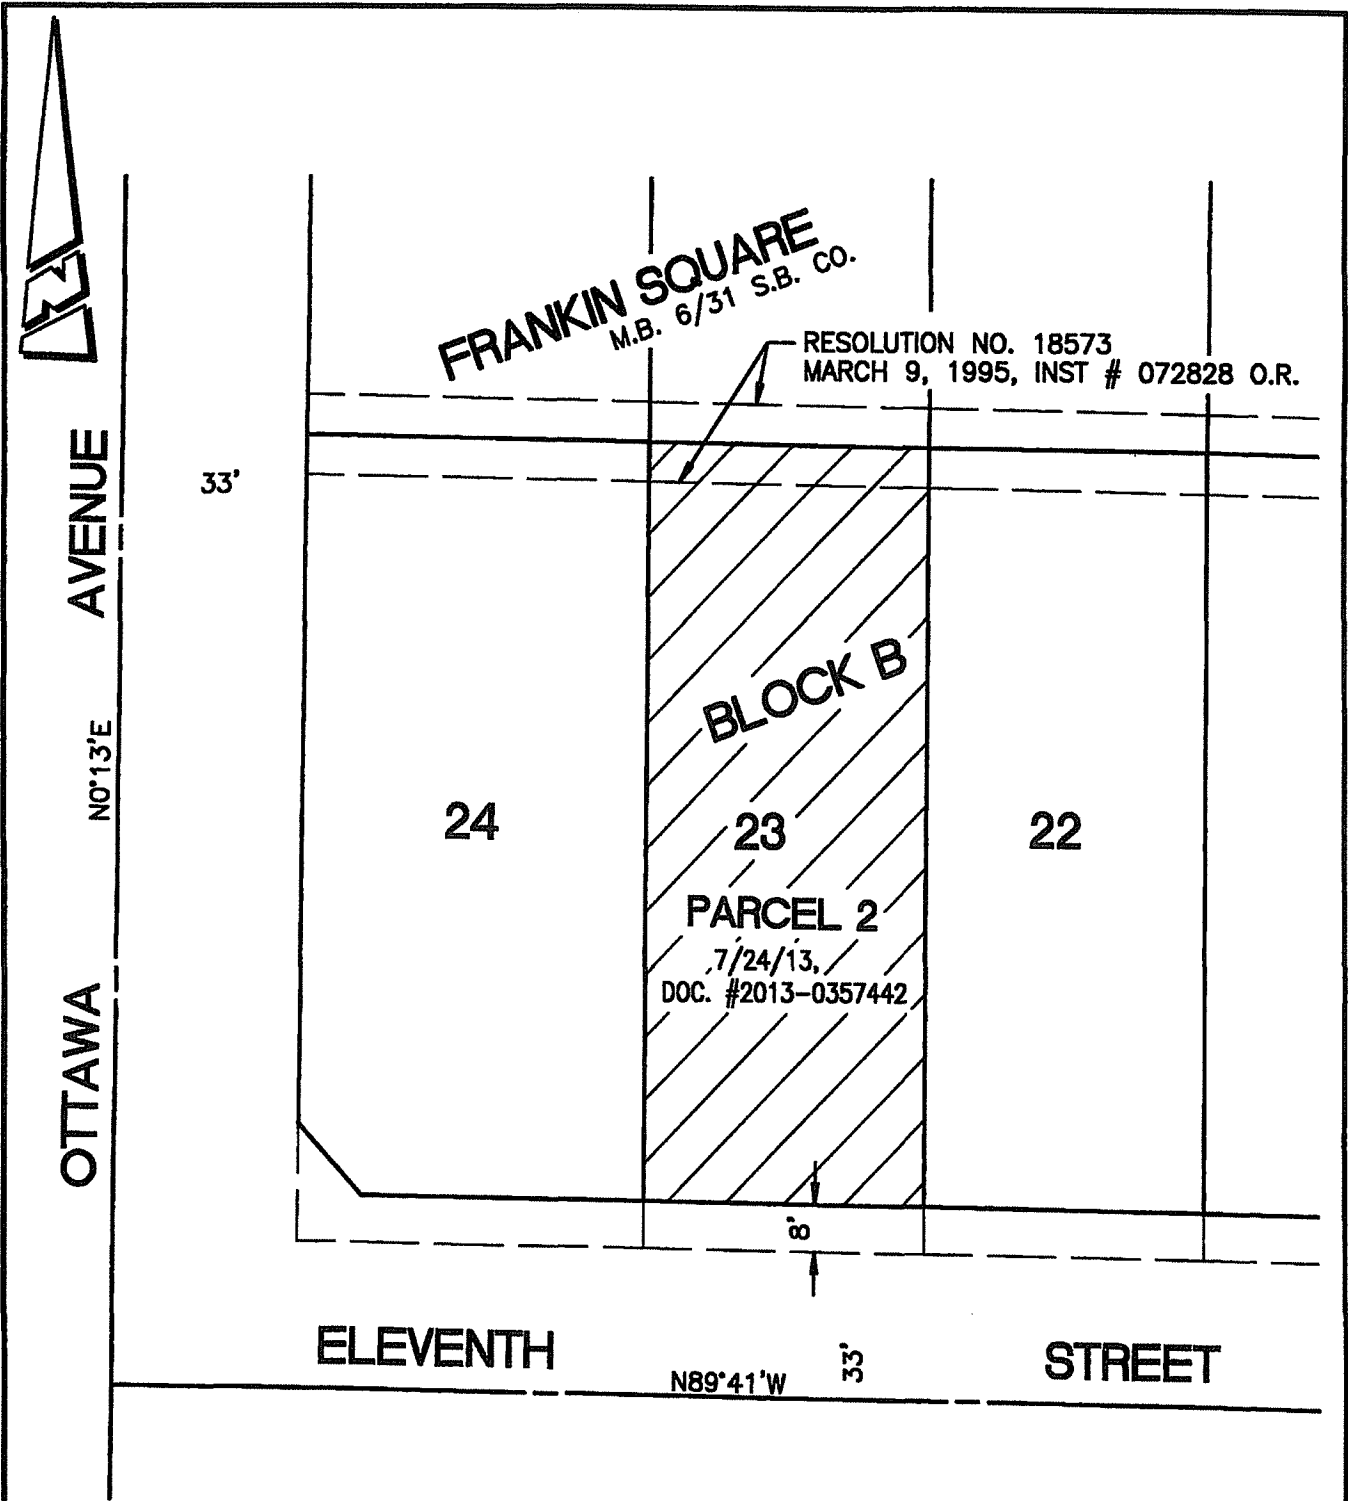 N
FRANKIN SQUARE
M.B. 6/31 S.B. CO.
RESOLUTION NO. 18573
MARCH 9, 1995, INST # 072828 O.R.
33'
OTTAWA AVENUE
N0°13'E
BLOCK B
24
23
22
PARCEL 2
7/24/13,
DOC. #2013-0357442
8'
ELEVENTH STREET
N89°41'W
33'